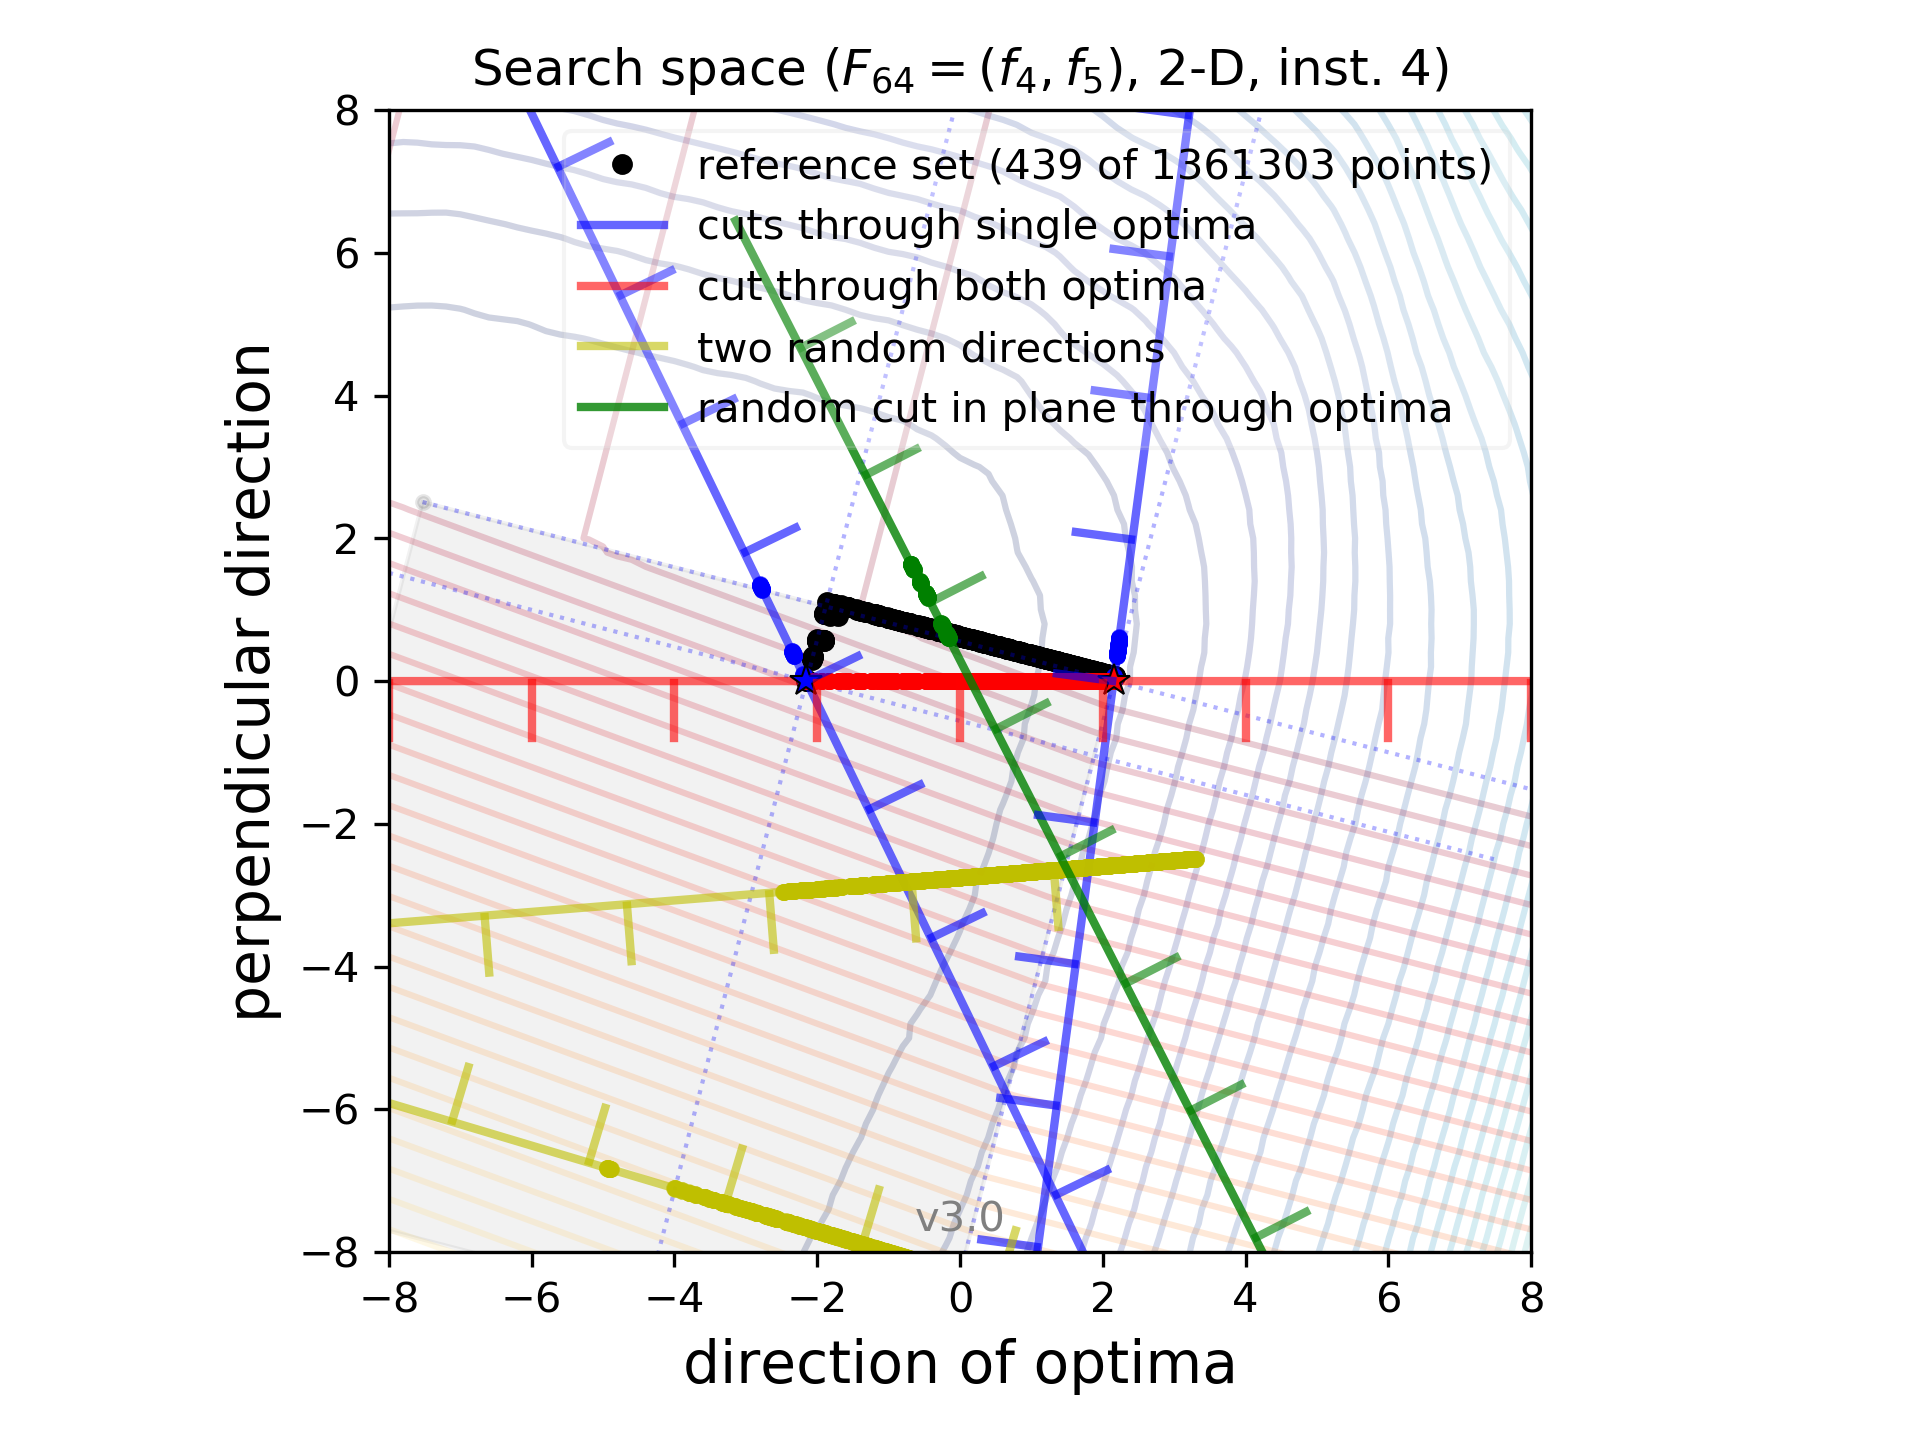 Search space (F64 = (f4, f5), 2-D, inst. 4)
reference set (439 of 1361303 points)
cuts through single optima
cut through both optima
two random directions
random cut in plane through optima
perpendicular direction
8
6
4
2
0
−2
−4
−6
−8
v3.0
−8 −6 −4 −2 0 2 4 6 8
direction of optima